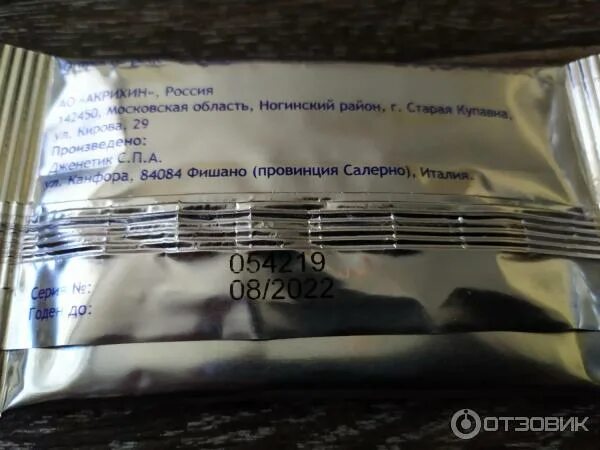 АО «АКРИХИН», Россия
142450, Московская область, Ногинский район, г. Старая Купавна,
ул. Кирова, 29
Произведено:
Дженетик С.П.А.
ул. Канфора, 84084 Фишано (провинция Салерно), Италия.
054219
Серия №:
08/2022
Годен до:
ОТЗОВИК